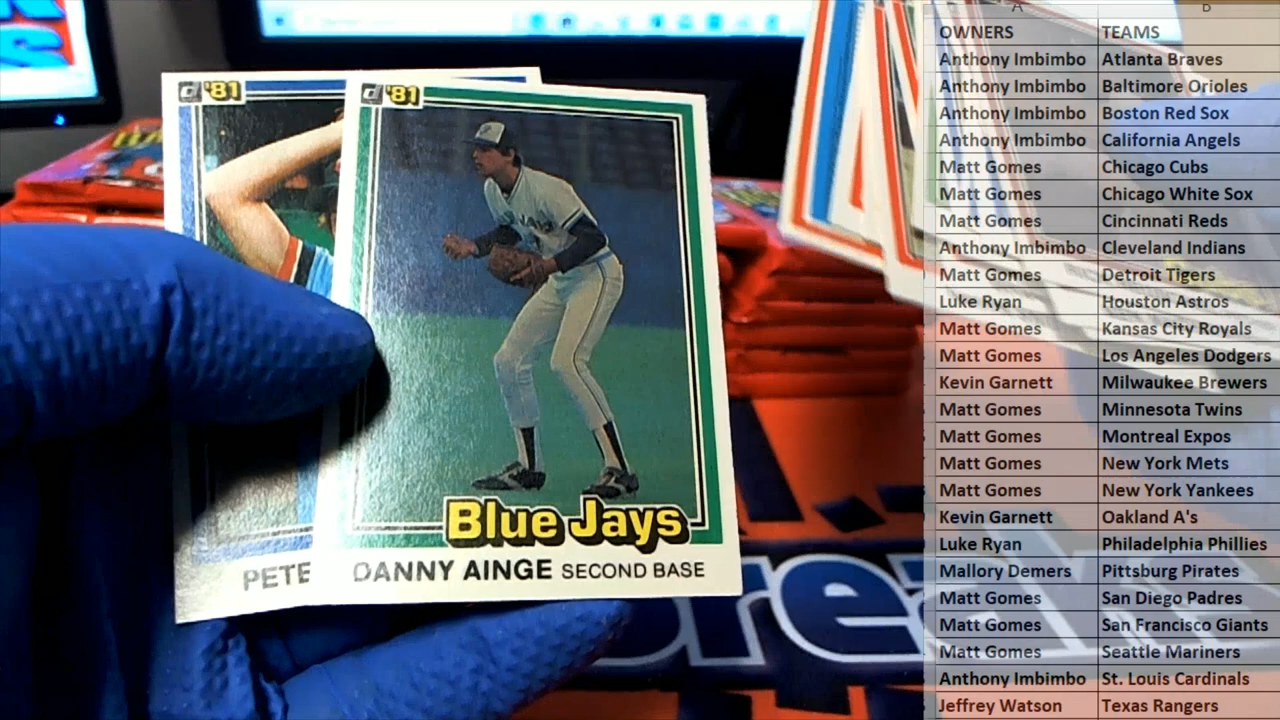 '81
'81
Blue Jays
PETE
DANNY AINGE SECOND BASE
brea
A B
OWNERS TEAMS
Anthony Imbimbo Atlanta Braves
Anthony Imbimbo Baltimore Orioles
Anthony Imbimbo Boston Red Sox
Anthony Imbimbo California Angels
Matt Gomes Chicago Cubs
Matt Gomes Chicago White Sox
Matt Gomes Cincinnati Reds
Anthony Imbimbo Cleveland Indians
Matt Gomes Detroit Tigers
Luke Ryan Houston Astros
Matt Gomes Kansas City Royals
Matt Gomes Los Angeles Dodgers
Kevin Garnett Milwaukee Brewers
Matt Gomes Minnesota Twins
Matt Gomes Montreal Expos
Matt Gomes New York Mets
Matt Gomes New York Yankees
Kevin Garnett Oakland A's
Luke Ryan Philadelphia Phillies
Mallory Demers Pittsburg Pirates
Matt Gomes San Diego Padres
Matt Gomes San Francisco Giants
Matt Gomes Seattle Mariners
Anthony Imbimbo St. Louis Cardinals
Jeffrey Watson Texas Rangers